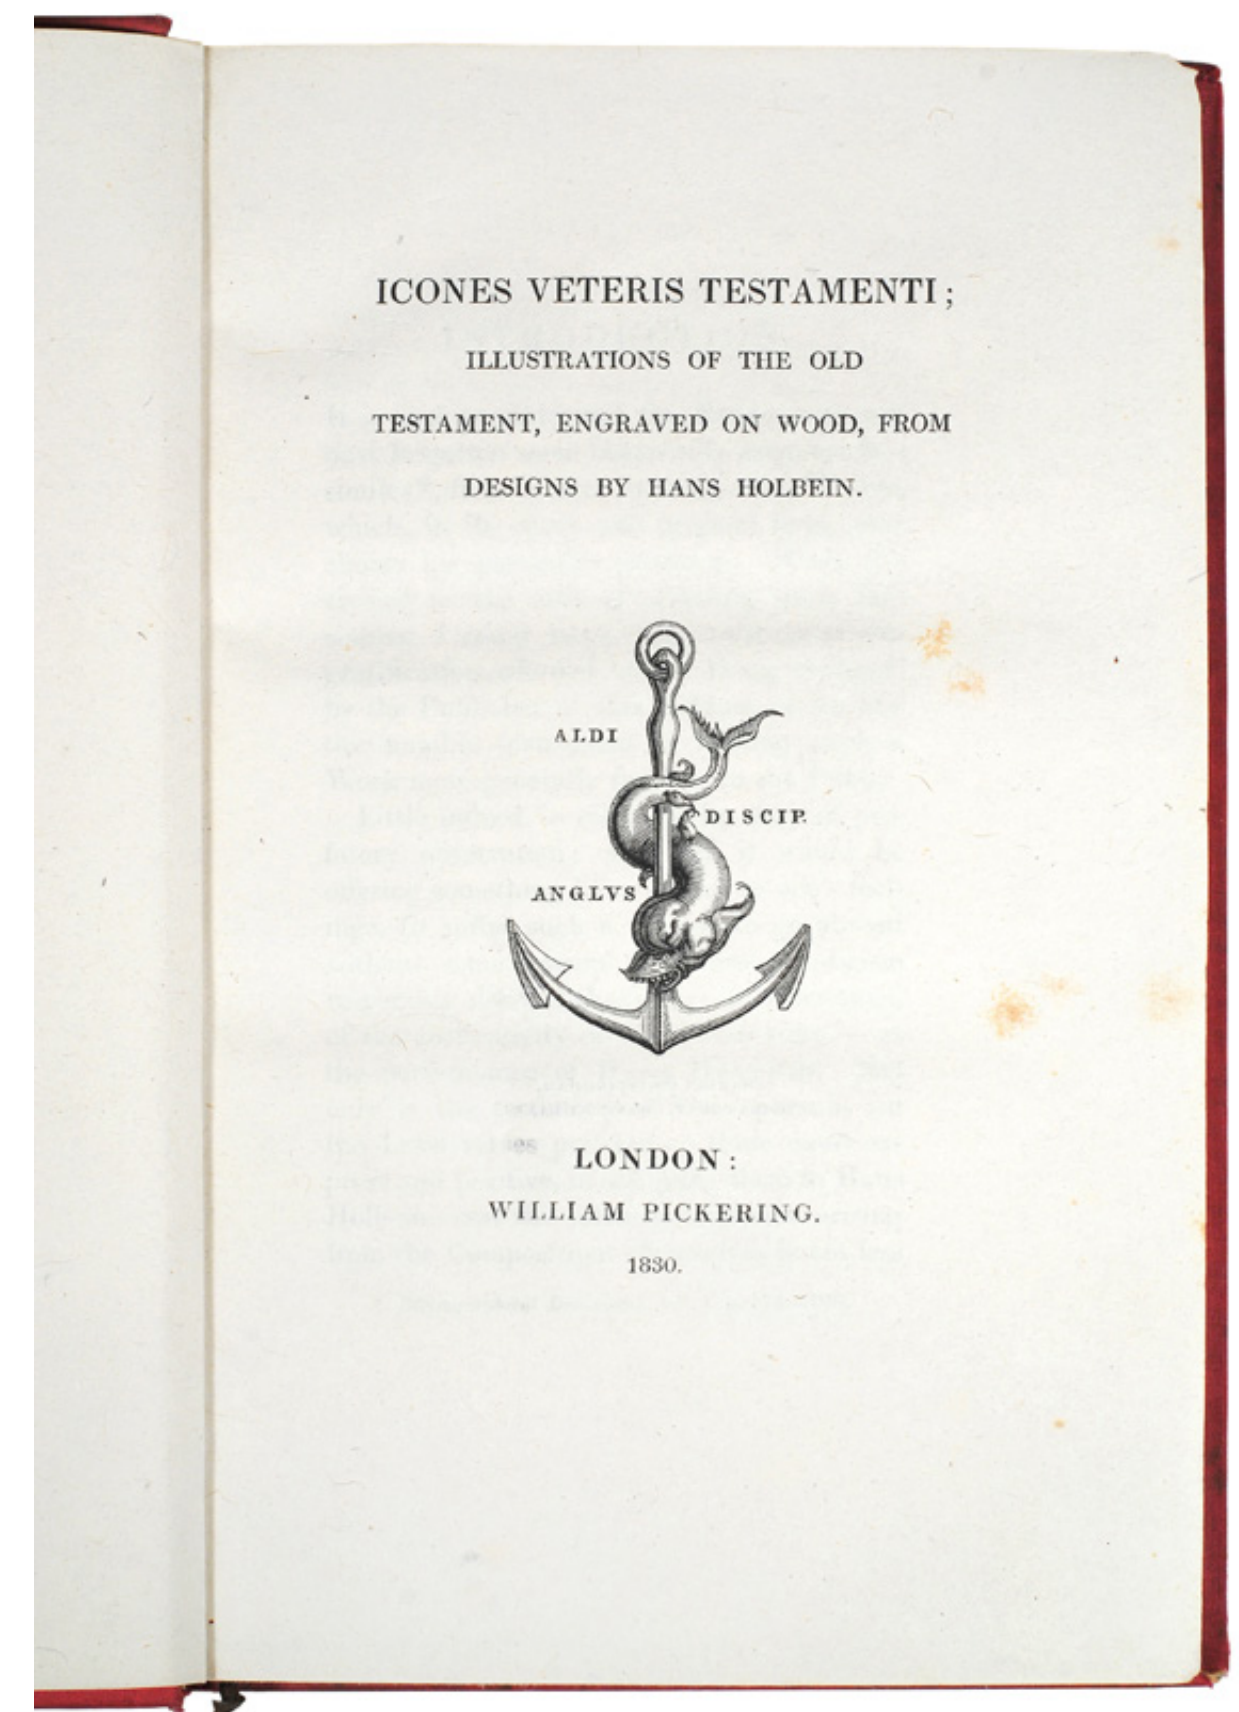 ICONES VETERIS TESTAMENTI;
ILLUSTRATIONS OF THE OLD
TESTAMENT, ENGRAVED ON WOOD, FROM
DESIGNS BY HANS HOLBEIN.
ALDI
DISCIP.
ANGLVS
LONDON:
WILLIAM PICKERING.
1830.